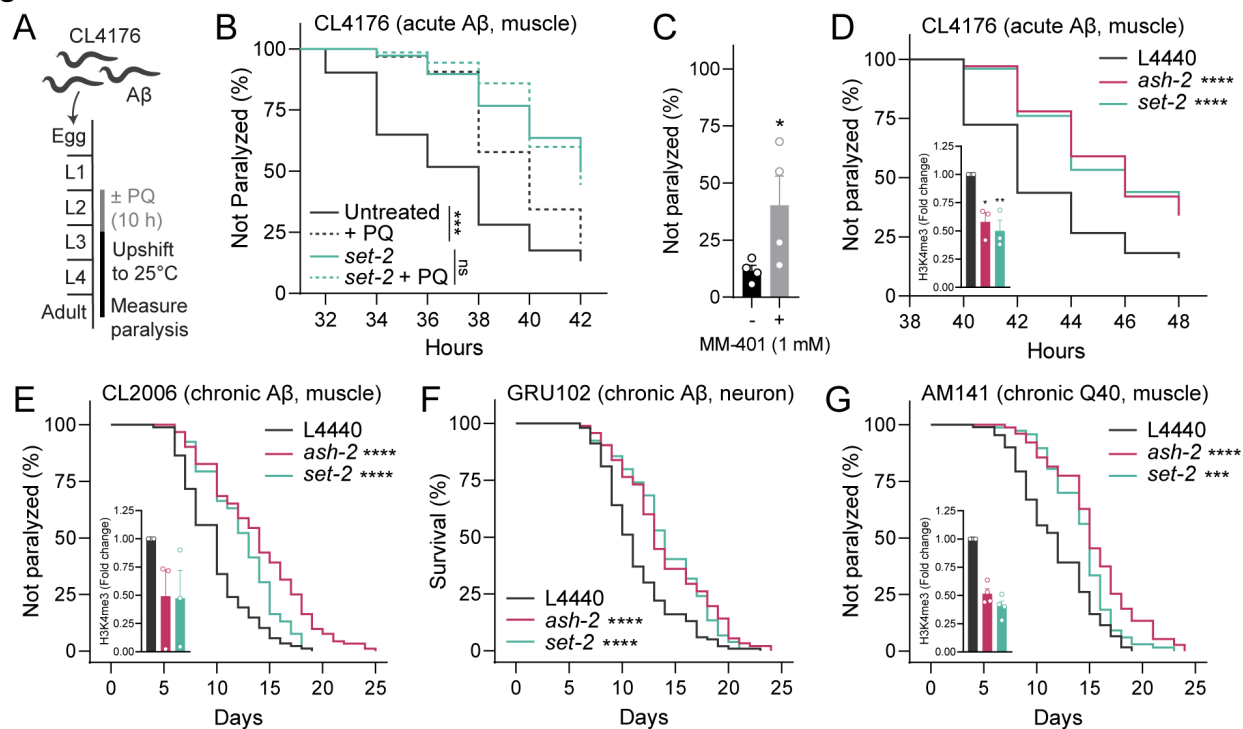 A
CL4176
Aβ
Egg
L1
L2
L3
L4
Adult
± PQ
(10 h)
Upshift
to 25°C
Measure
paralysis
B
CL4176 (acute Aβ, muscle)
Not Paralyzed (%)
100
75
50
25
0
Untreated
+ PQ
***
set-2
set-2 + PQ
ns
32 34 36 38 40 42
Hours
C
Not paralyzed (%)
100
75
50
25
0
*
- +
MM-401 (1 mM)
D
CL4176 (acute Aβ, muscle)
Not paralyzed (%)
100
75
50
25
0
L4440
ash-2 ****
set-2 ****
H3K4me3 (Fold change)
1.25
1.00
0.75
0.50
0.25
0.00
* **
38 40 42 44 46 48
Hours
E
CL2006 (chronic Aβ, muscle)
Not paralyzed (%)
100
75
50
25
0
L4440
ash-2 ****
set-2 ****
H3K4me3 (Fold change)
1.25
1.00
0.75
0.50
0.25
0.00
0 5 10 15 20 25
Days
F
GRU102 (chronic Aβ, neuron)
Survival (%)
100
75
50
25
0
L4440
ash-2 ****
set-2 ****
0 5 10 15 20 25
Days
G
AM141 (chronic Q40, muscle)
Not paralyzed (%)
100
75
50
25
0
L4440
ash-2 ****
set-2 ***
H3K4me3 (Fold change)
1.25
1.00
0.75
0.50
0.25
0.00
0 5 10 15 20 25
Days